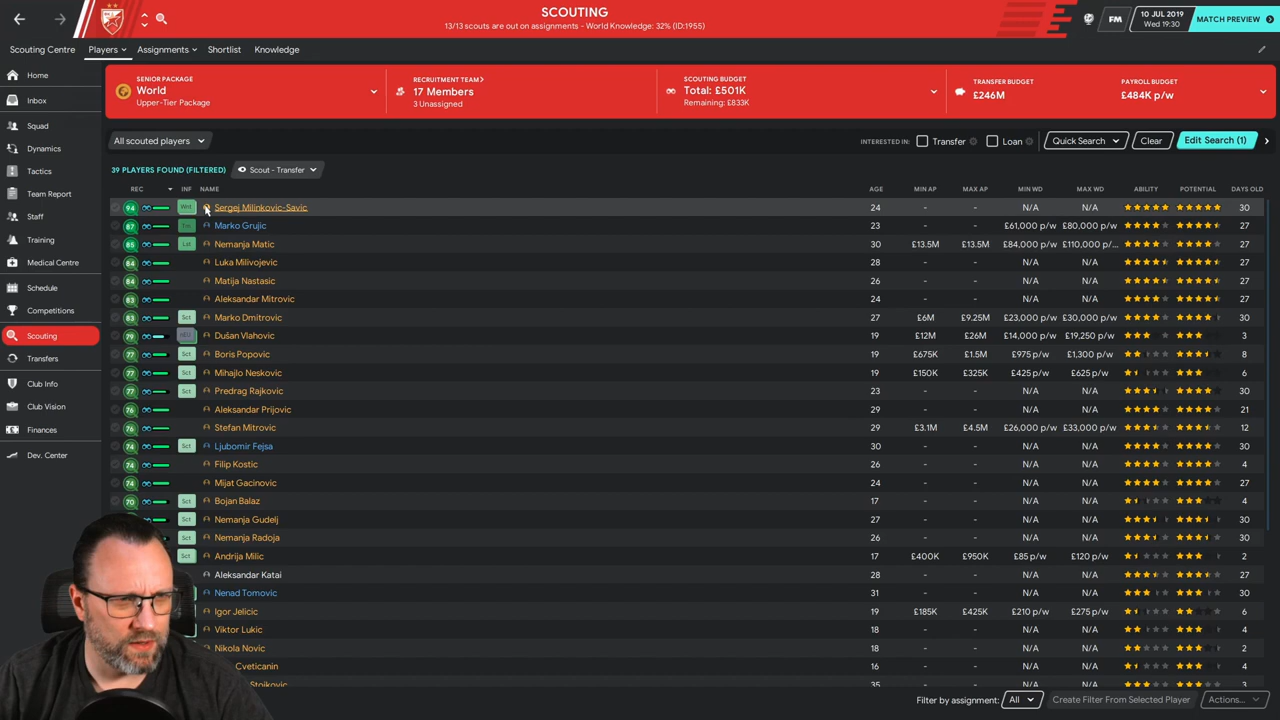 SCOUTING
13/13 scouts are out on assignments - World Knowledge: 32% (ID:1955)
FM
10 JUL 2019
Wed 19:30
MATCH PREVIEW
Scouting Centre Players Assignments Shortlist Knowledge
Home
Inbox
Squad
Dynamics
Tactics
Team Report
Staff
Training
Medical Centre
Schedule
Competitions
Scouting
Transfers
Club Info
Club Vision
Finances
Dev. Center
SENIOR PACKAGE
World
Upper-Tier Package
RECRUITMENT TEAM
17 Members
3 Unassigned
SCOUTING BUDGET
Total: £501K
Remaining: £833K
TRANSFER BUDGET
£246M
PAYROLL BUDGET
£484K p/w
All scouted players
INTERESTED IN: Transfer Loan Quick Search Clear Edit Search (1)
39 PLAYERS FOUND (FILTERED) Scout - Transfer
REC INF NAME AGE MIN AP MAX AP MIN WD MAX WD ABILITY POTENTIAL DAYS OLD
94 Wnt Sergej Milinkovic-Savic 24 - - N/A N/A 30
87 Trn Marko Grujic 23 £61,000 p/w £80,000 p/w 27
85 Lst Nemanja Matic 30 £13.5M £13.5M £84,000 p/w £110,000 p/... 27
84 Luka Milivojevic 28 - - N/A N/A 27
84 Matija Nastasic 26 - - N/A N/A 27
83 Aleksandar Mitrovic 24 - - N/A N/A 27
83 Sct Marko Dmitrovic 27 £6M £9.25M £23,000 p/w £30,000 p/w 30
79 Dušan Vlahovic 19 £12M £26M £14,000 p/w £19,250 p/w 3
77 Sct Boris Popovic 19 £675K £1.5M £975 p/w £1,300 p/w 8
77 Sct Mihajlo Neskovic 19 £150K £325K £425 p/w £625 p/w 6
77 Sct Predrag Rajkovic 23 - - N/A N/A 30
76 Aleksandar Prijovic 29 - - N/A N/A 21
76 Stefan Mitrovic 29 £3.1M £4.5M £26,000 p/w £33,000 p/w 12
74 Sct Ljubomir Fejsa 30 - - N/A N/A 30
74 Filip Kostic 26 - - N/A N/A 4
74 Mijat Gacinovic 24 - - N/A N/A 27
70 Sct Bojan Balaz 17 - - N/A N/A 4
Sct Nemanja Gudelj 27 - - N/A N/A 30
Sct Nemanja Radoja 26 - - N/A N/A 30
Sct Andrija Milic 17 £400K £950K £85 p/w £120 p/w 2
Aleksandar Katai 28 - - N/A N/A 27
Nenad Tomovic 31 - - N/A N/A 30
Igor Jelicic 19 £185K £425K £210 p/w £275 p/w 6
Viktor Lukic 18 - - N/A N/A 4
Nikola Novic 18 - - N/A N/A 2
Cveticanin 16 - - N/A N/A 4
Stojkovic 35 - - N/A N/A 3
Filter by assignment: All Create Filter From Selected Player Actions...